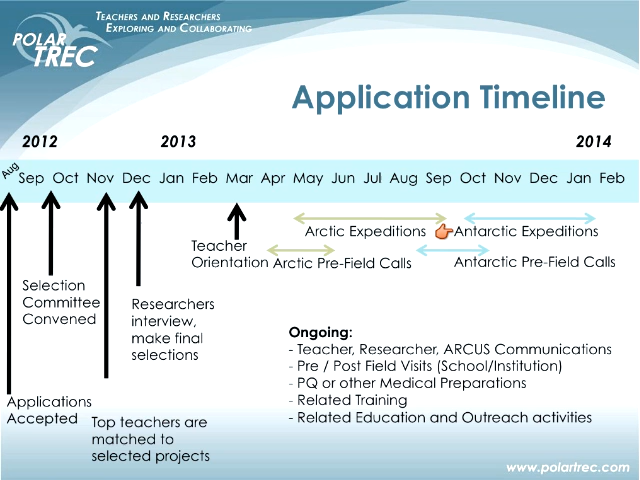 TEACHERS AND RESEARCHERS
EXPLORING AND COLLABORATING
POLAR
TREC
Application Timeline
2012 2013 2014
Aug Sep Oct Nov Dec Jan Feb Mar Apr May Jun Jul Aug Sep Oct Nov Dec Jan Feb
Arctic Expeditions Antarctic Expeditions
Teacher
Orientation Arctic Pre-Field Calls Antarctic Pre-Field Calls
Selection
Committee
Convened
Researchers
interview,
make final
selections
Applications
Accepted
Top teachers are
matched to
selected projects
Ongoing:
- Teacher, Researcher, ARCUS Communications
- Pre / Post Field Visits (School/Institution)
- PQ or other Medical Preparations
- Related Training
- Related Education and Outreach activities
www.polartrec.com